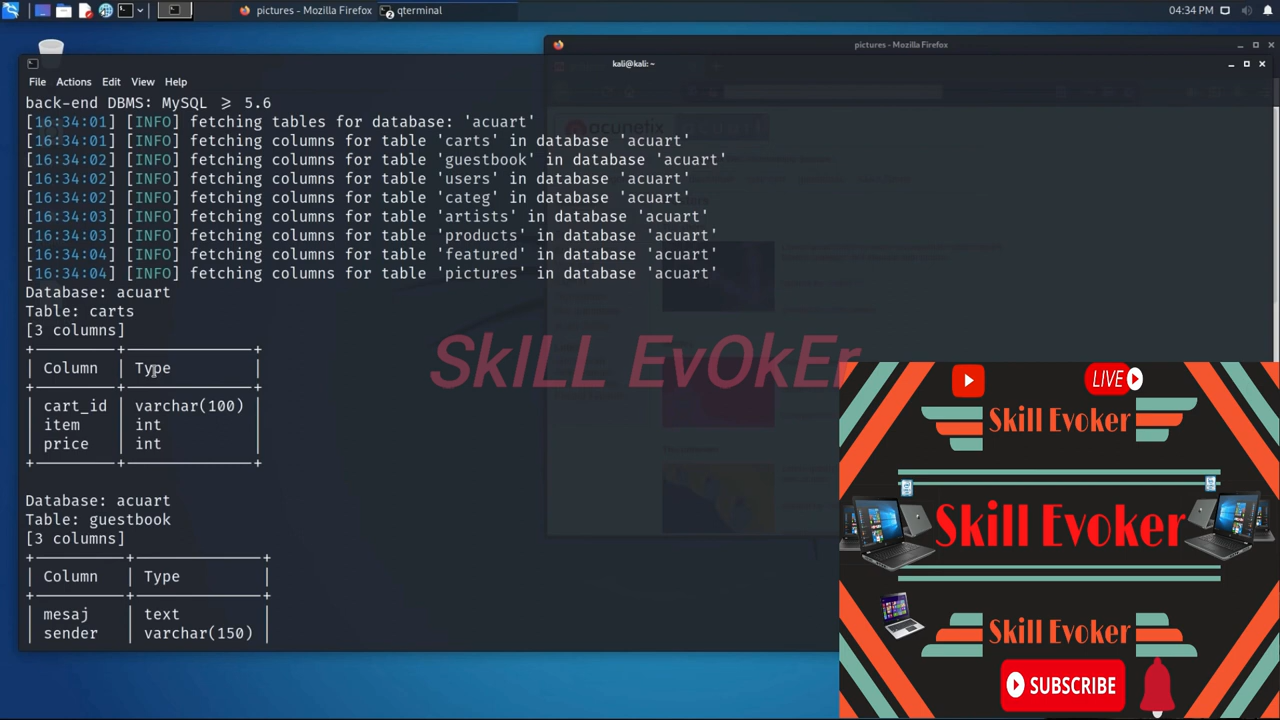 pictures - Mozilla Firefox
qterminal
04:34 PM
pictures - Mozilla Firefox
kali@kali: ~
File Actions Edit View Help
back-end DBMS: MySQL ≥ 5.6
[16:34:01] [INFO] fetching tables for database: 'acuart'
[16:34:01] [INFO] fetching columns for table 'carts' in database 'acuart'
[16:34:02] [INFO] fetching columns for table 'guestbook' in database 'acuart'
[16:34:02] [INFO] fetching columns for table 'users' in database 'acuart'
[16:34:02] [INFO] fetching columns for table 'categ' in database 'acuart'
[16:34:03] [INFO] fetching columns for table 'artists' in database 'acuart'
[16:34:03] [INFO] fetching columns for table 'products' in database 'acuart'
[16:34:04] [INFO] fetching columns for table 'featured' in database 'acuart'
[16:34:04] [INFO] fetching columns for table 'pictures' in database 'acuart'
Database: acuart
Table: carts
[3 columns]
| Column | Type |
| cart_id | varchar(100) |
| item | int |
| price | int |
Database: acuart
Table: guestbook
[3 columns]
| Column | Type |
| mesaj | text |
| sender | varchar(150) |
acunetix
SkILL EvOkEr
LIVE
Skill Evoker
Skill Evoker
Skill Evoker
SUBSCRIBE